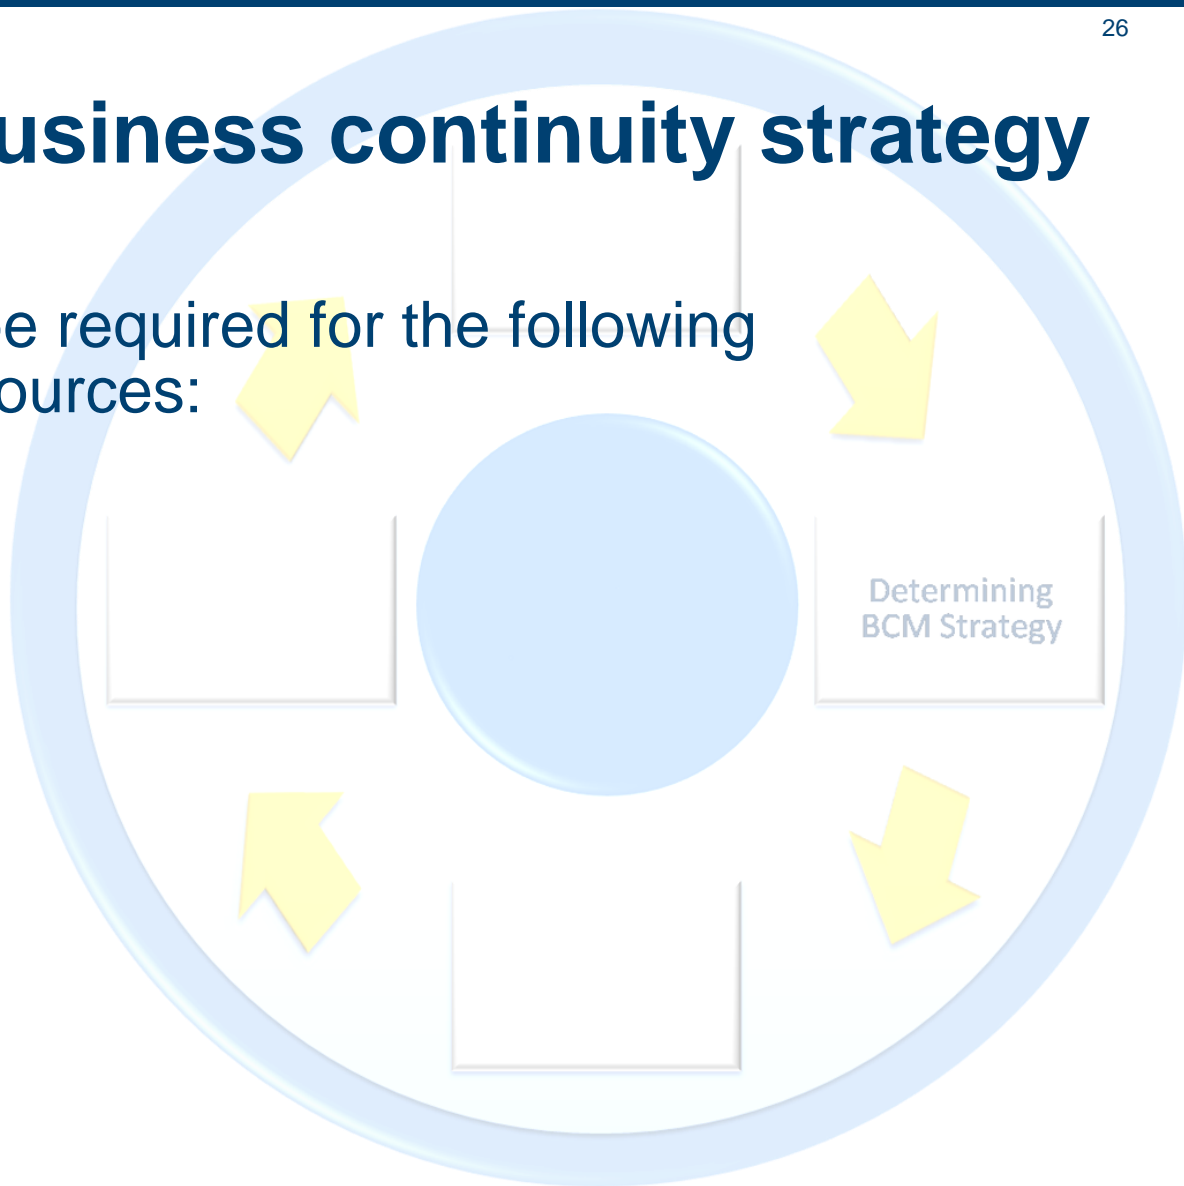 26
usiness continuity strategy
e required for the following
ources:
Determining
BCM Strategy